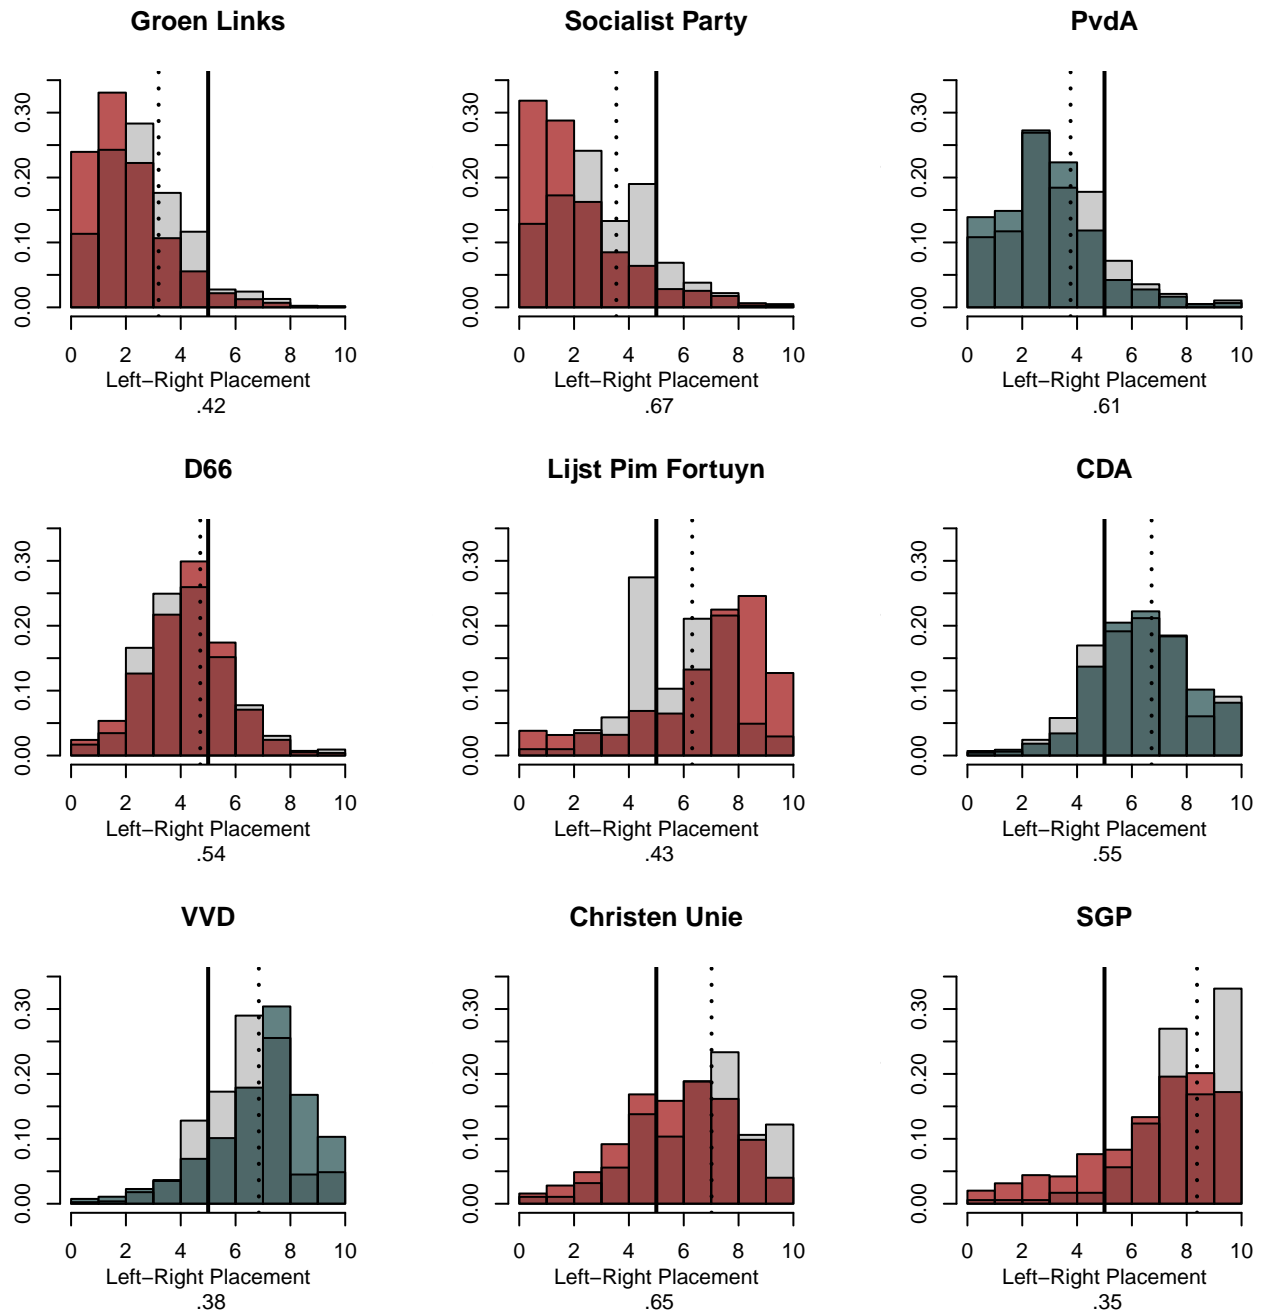 Groen Links
Socialist Party
PvdA
0.00 0.10 0.20 0.30
0.00 0.10 0.20 0.30
0.00 0.10 0.20 0.30
0 2 4 6 8 10
0 2 4 6 8 10
0 2 4 6 8 10
Left−Right Placement
Left−Right Placement
Left−Right Placement
.42
.67
.61
D66
Lijst Pim Fortuyn
CDA
0.00 0.10 0.20 0.30
0.00 0.10 0.20 0.30
0.00 0.10 0.20 0.30
0 2 4 6 8 10
0 2 4 6 8 10
0 2 4 6 8 10
Left−Right Placement
Left−Right Placement
Left−Right Placement
.54
.43
.55
VVD
Christen Unie
SGP
0.00 0.10 0.20 0.30
0.00 0.10 0.20 0.30
0.00 0.10 0.20 0.30
0 2 4 6 8 10
0 2 4 6 8 10
0 2 4 6 8 10
Left−Right Placement
Left−Right Placement
Left−Right Placement
.38
.65
.35